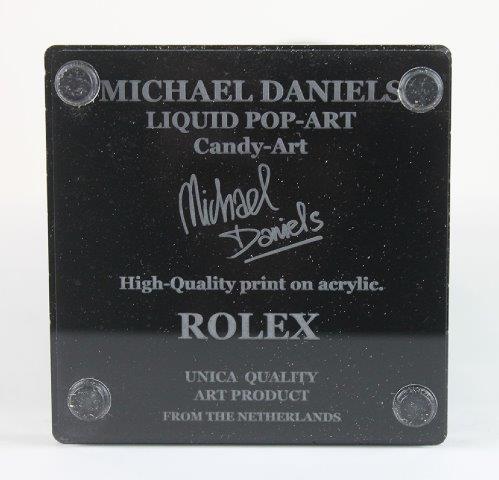 MICHAEL DANIELS
LIQUID POP-ART
Candy-Art
Michael
Daniels
High-Quality print on acrylic.
ROLEX
UNICA QUALITY
ART PRODUCT
FROM THE NETHERLANDS